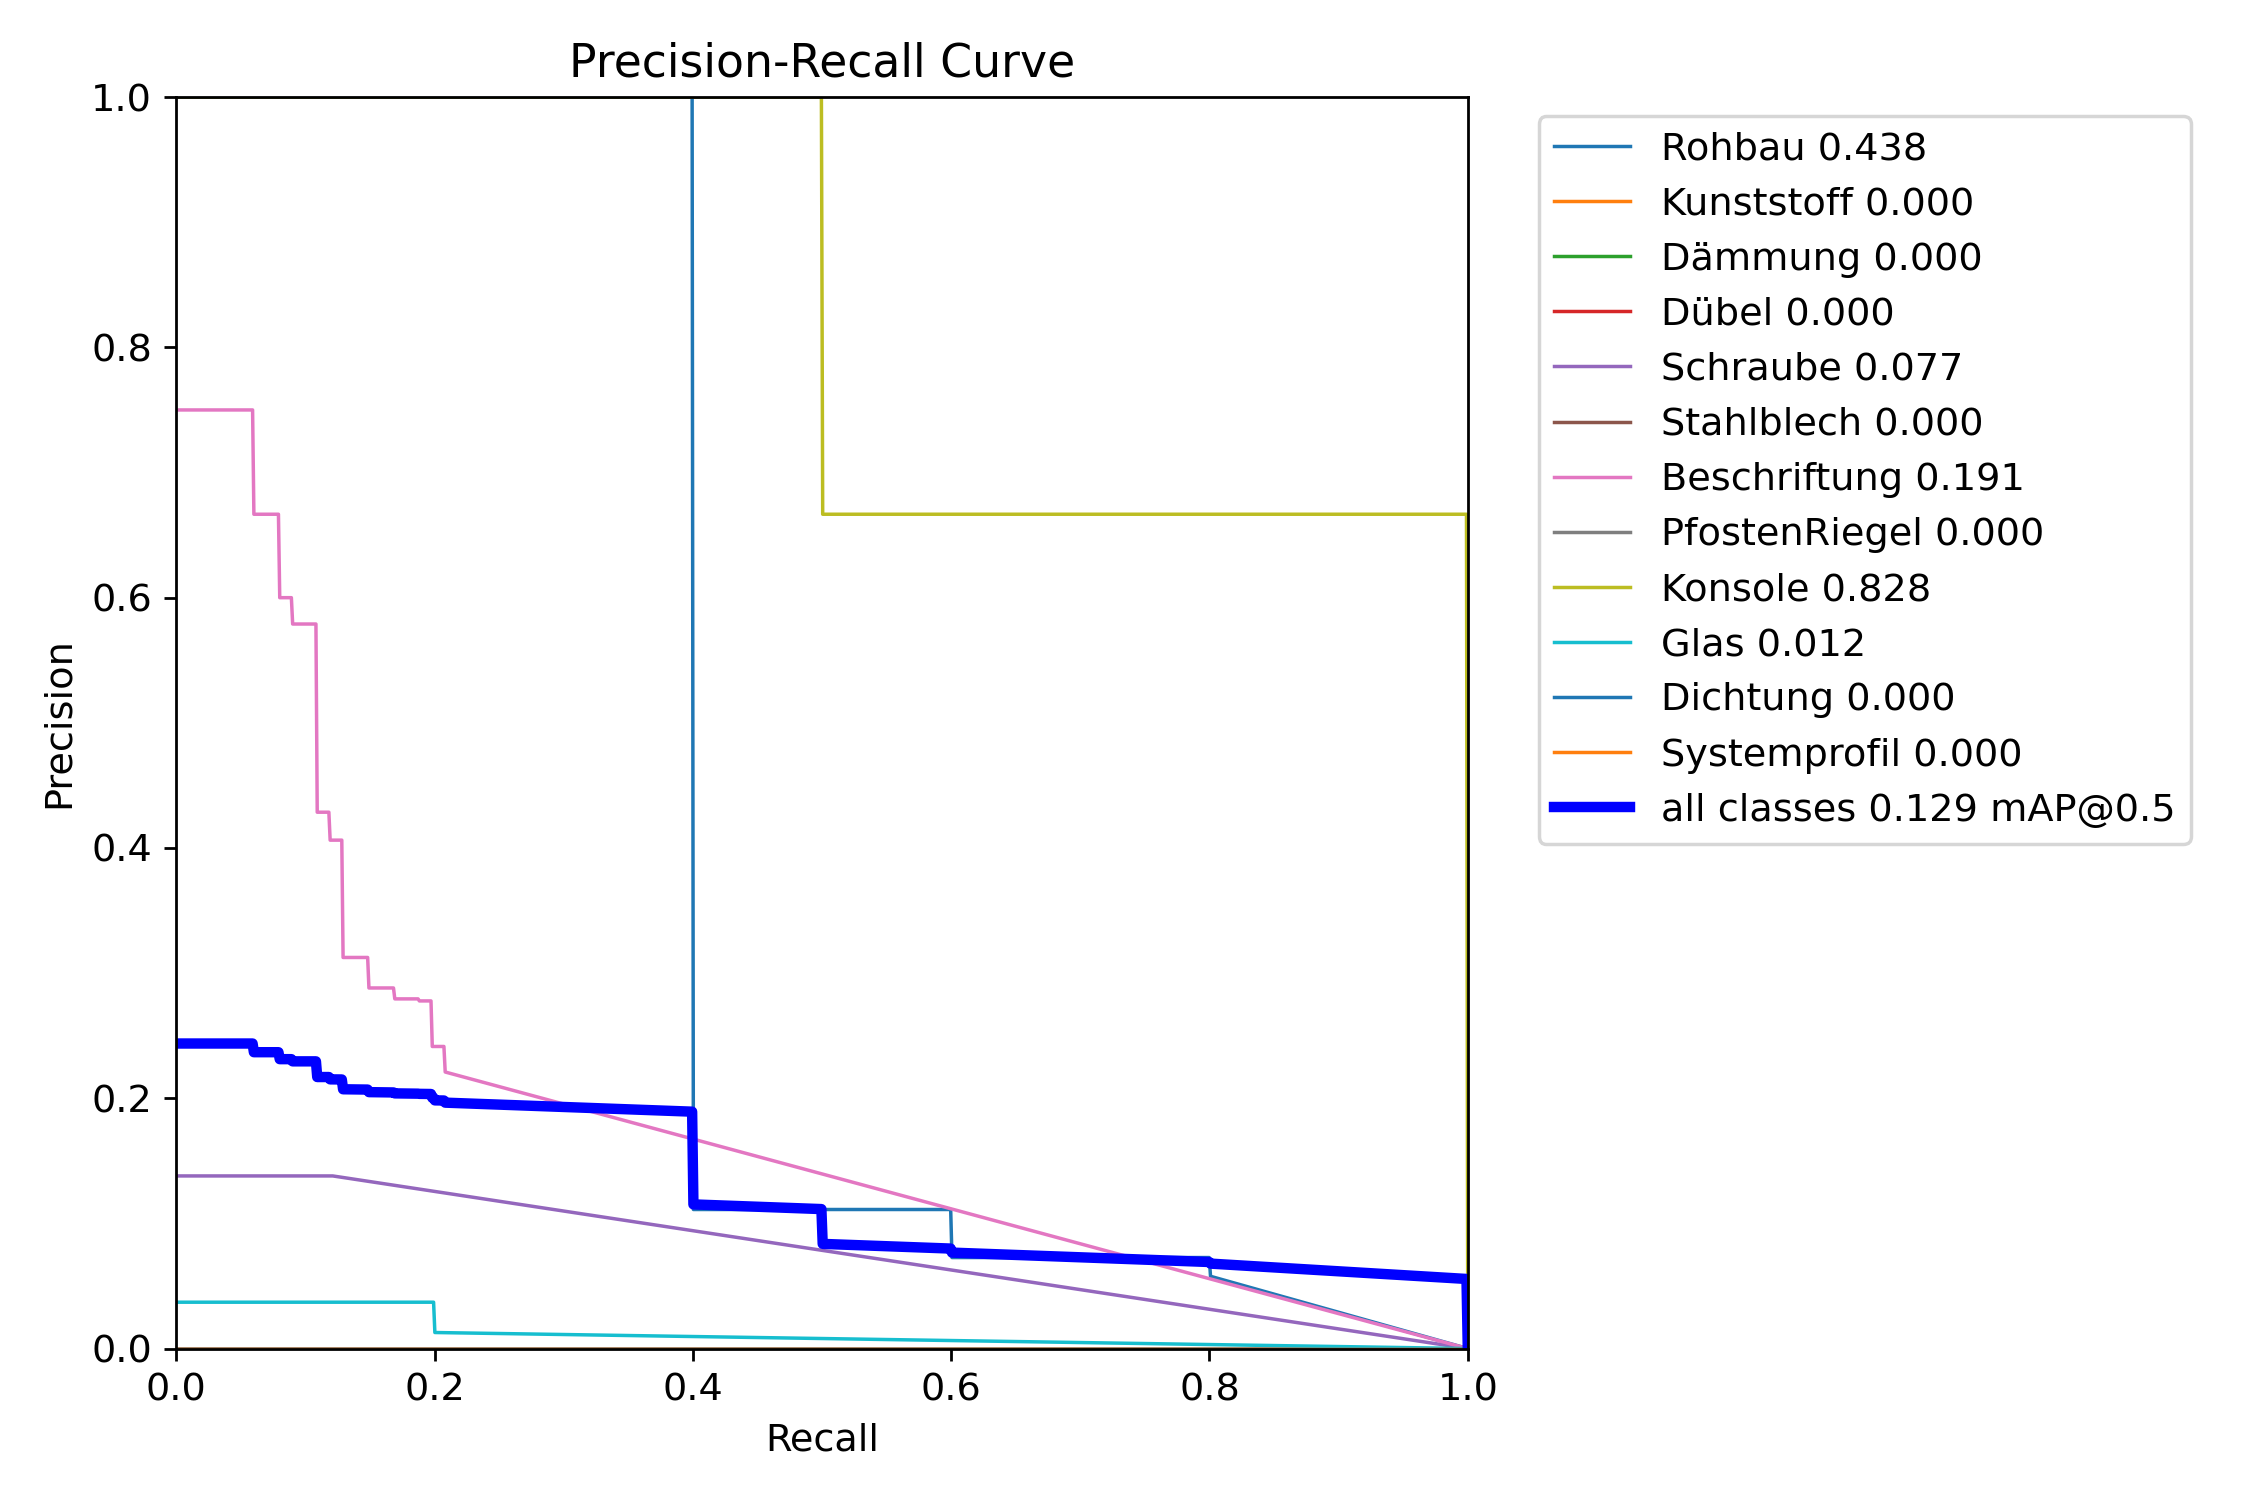 Precision-Recall Curve
1.0
0.8
0.6
0.4
0.2
0.0
Precision
0.0 0.2 0.4 0.6 0.8 1.0
Recall
Rohbau 0.438
Kunststoff 0.000
Dämmung 0.000
Dübel 0.000
Schraube 0.077
Stahlblech 0.000
Beschriftung 0.191
PfostenRiegel 0.000
Konsole 0.828
Glas 0.012
Dichtung 0.000
Systemprofil 0.000
all classes 0.129 mAP@0.5